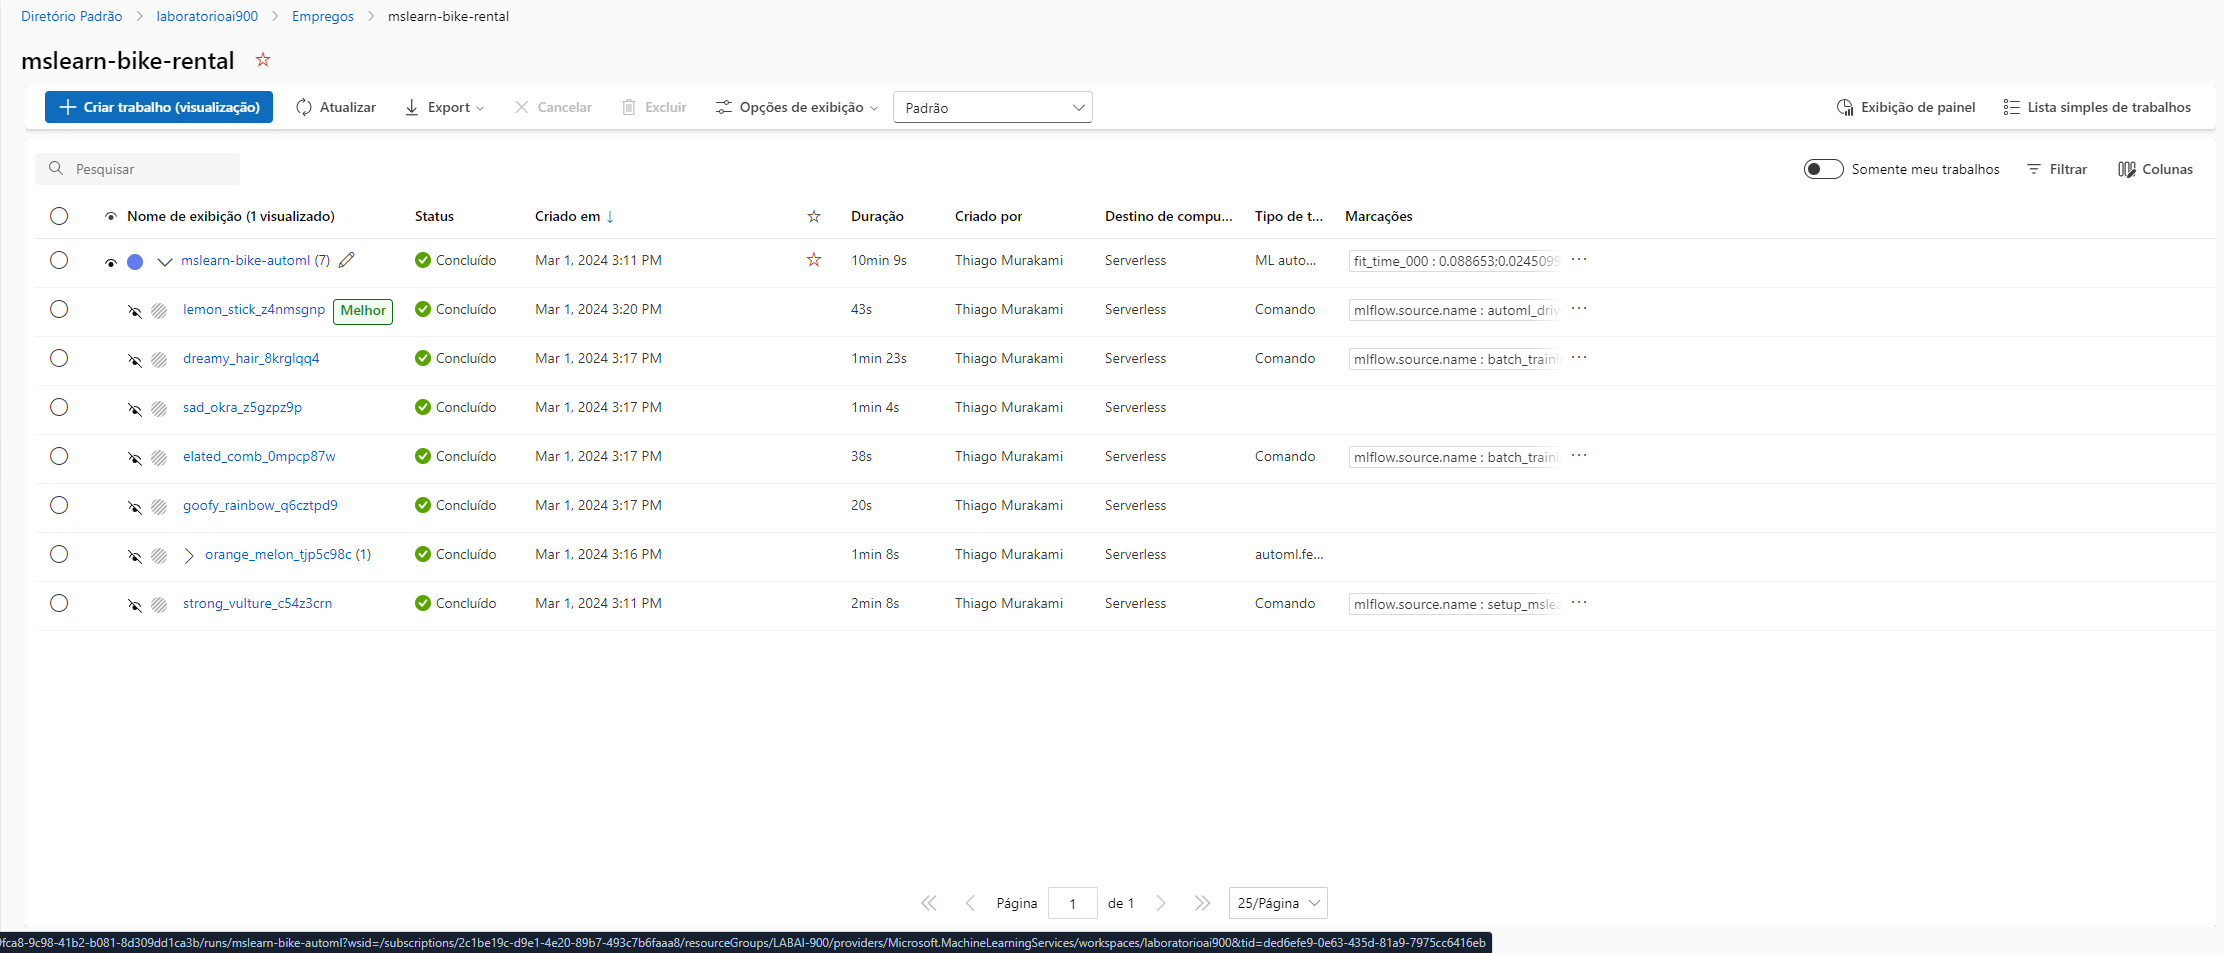 Diretório Padrão > laboratorioai900 > Empregos > mslearn-bike-rental
mslearn-bike-rental
Criar trabalho (visualização) Atualizar Export Cancelar Excluir Opções de exibição Padrão Exibição de painel Lista simples de trabalhos
Pesquisar Somente meu trabalhos Filtrar Colunas
Nome de exibição (1 visualizado) Status Criado em ↓ Duração Criado por Destino de compu... Tipo de t... Marcações
mslearn-bike-automl (7) Concluído Mar 1, 2024 3:11 PM 10min 9s Thiago Murakami Serverless ML auto... fit_time_000 : 0.088653;0.0245099 ...
lemon_stick_z4nmsgnp Melhor Concluído Mar 1, 2024 3:20 PM 43s Thiago Murakami Serverless Comando mlflow.source.name : automl_driv ...
dreamy_hair_8krglqq4 Concluído Mar 1, 2024 3:17 PM 1min 23s Thiago Murakami Serverless Comando mlflow.source.name : batch_traini ...
sad_okra_z5gzpz9p Concluído Mar 1, 2024 3:17 PM 1min 4s Thiago Murakami Serverless
elated_comb_0mpcp87w Concluído Mar 1, 2024 3:17 PM 38s Thiago Murakami Serverless Comando mlflow.source.name : batch_traini ...
goofy_rainbow_q6cztpd9 Concluído Mar 1, 2024 3:17 PM 20s Thiago Murakami Serverless
orange_melon_tjp5c98c (1) Concluído Mar 1, 2024 3:16 PM 1min 8s Thiago Murakami Serverless automl.fe...
strong_vulture_c54z3crn Concluído Mar 1, 2024 3:11 PM 2min 8s Thiago Murakami Serverless Comando mlflow.source.name : setup_mslea ...
Página 1 de 1 25/Página
fca8-9c98-41b2-b081-8d309dd1ca3b/runs/mslearn-bike-automl?wsid=/subscriptions/2c1be19c-d9e1-4e20-89b7-493c7b6faaa8/resourceGroups/LABAI-900/providers/Microsoft.MachineLearningServices/workspaces/laboratorioai900&tid=ded6efe9-0e63-435d-81a9-7975cc6416eb